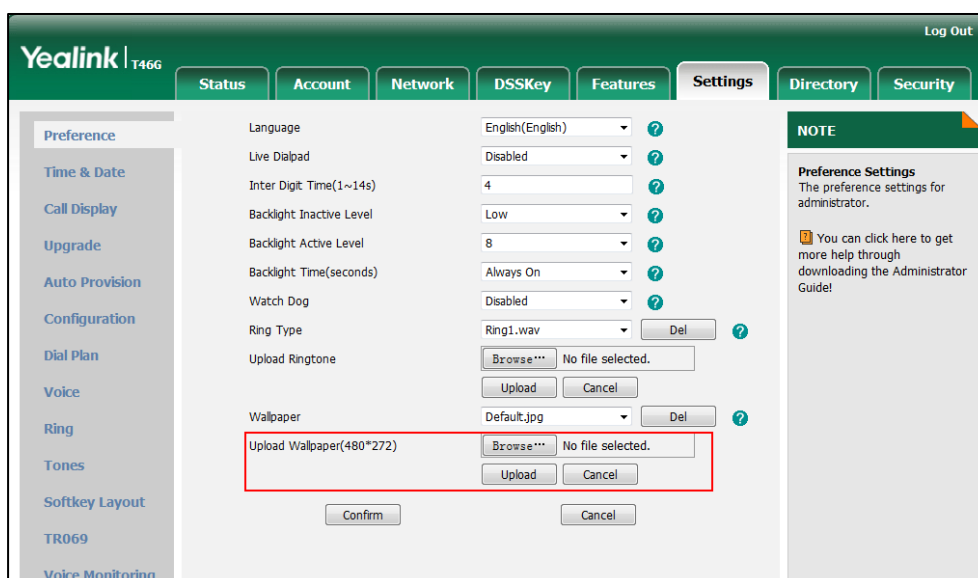 Log Out
Yealink T46G
Status Account Network DSSKey Features Settings Directory Security
Preference
Time & Date
Call Display
Upgrade
Auto Provision
Configuration
Dial Plan
Voice
Ring
Tones
Softkey Layout
TR069
Voice Monitoring
Language English(English) ?
Live Dialpad Disabled ?
Inter Digit Time(1~14s) 4 ?
Backlight Inactive Level Low ?
Backlight Active Level 8 ?
Backlight Time(seconds) Always On ?
Watch Dog Disabled ?
Ring Type Ring1.wav Del ?
Upload Ringtone Browse... No file selected.
Upload Cancel
Wallpaper Default.jpg Del ?
Upload Wallpaper(480*272) Browse... No file selected.
Upload Cancel
Confirm Cancel
NOTE
Preference Settings
The preference settings for
administrator.
? You can click here to get
more help through
downloading the Administrator
Guide!